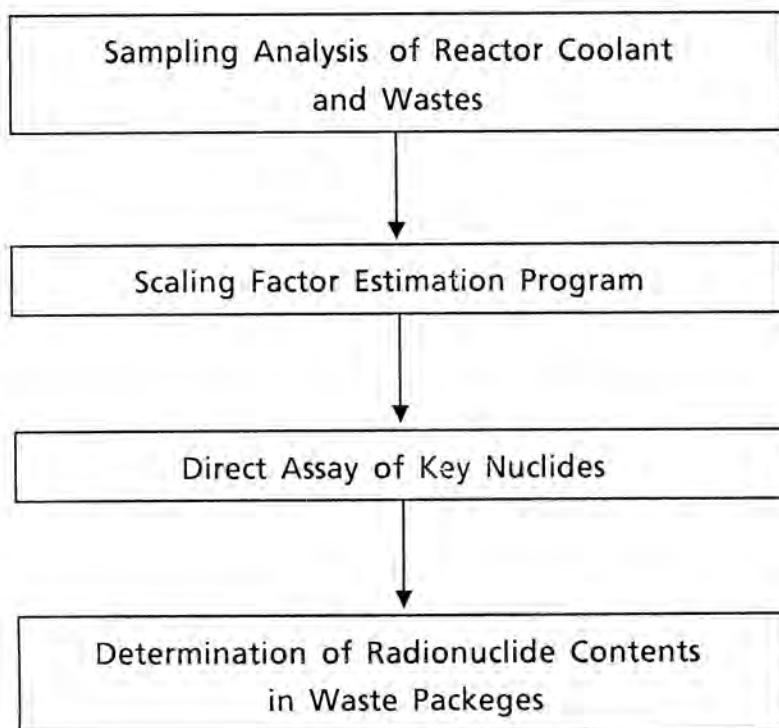 Sampling Analysis of Reactor Coolant
and Wastes
Scaling Factor Estimation Program
Direct Assay of Key Nuclides
Determination of Radionuclide Contents
in Waste Packeges